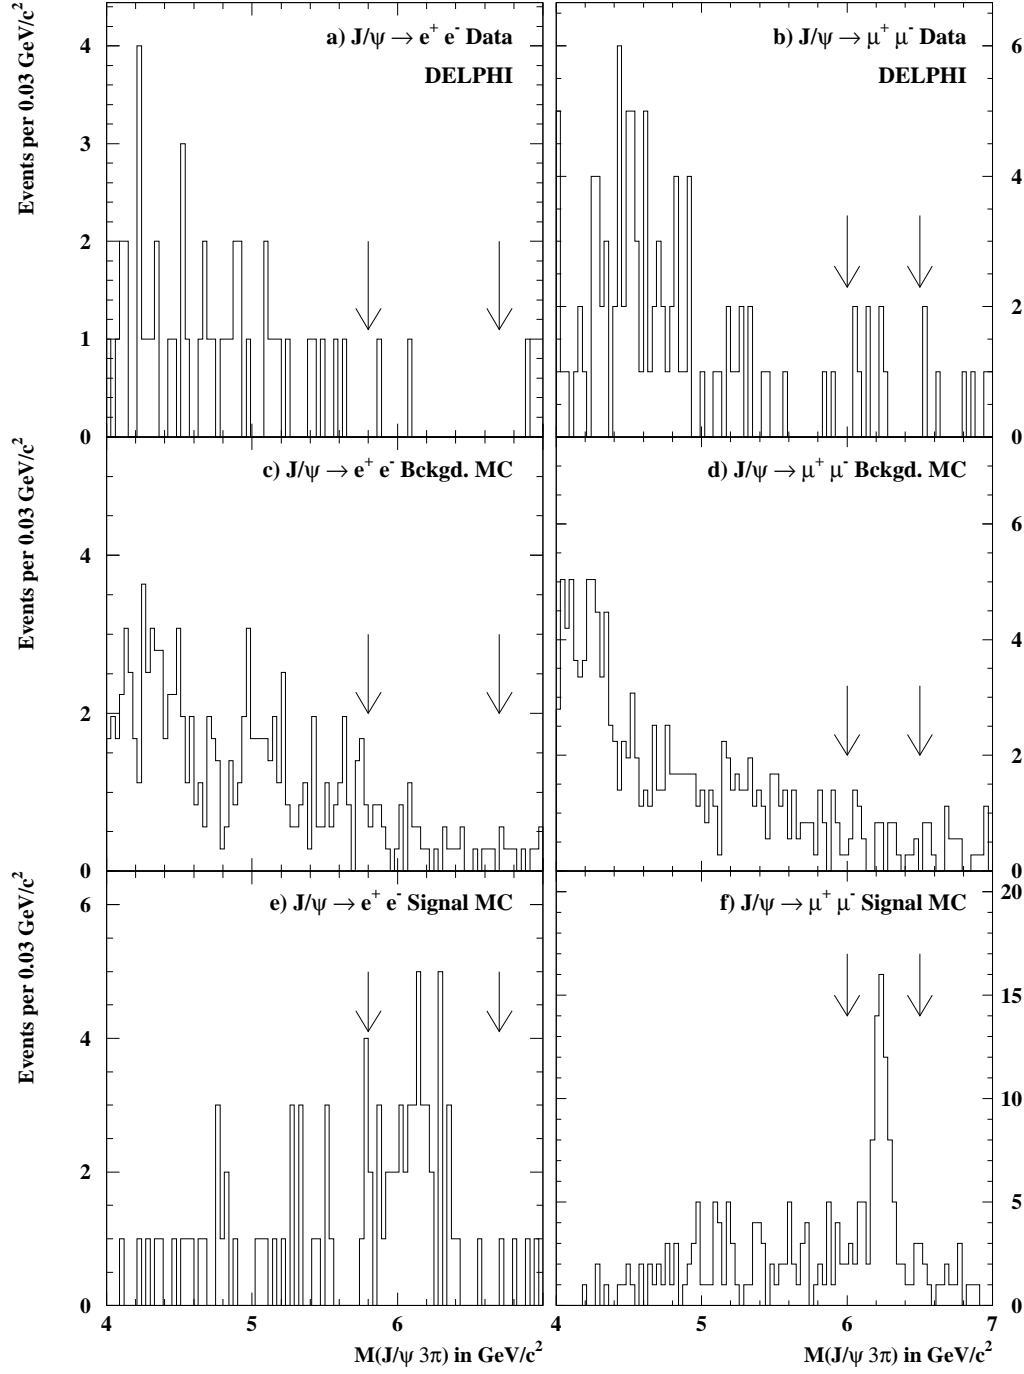 Events per 0.03 GeV/c²
a) J/ψ → e⁺ e⁻ Data
DELPHI
4
3
2
1
0
b) J/ψ → μ⁺ μ⁻ Data
DELPHI
6
4
2
0
Events per 0.03 GeV/c²
c) J/ψ → e⁺ e⁻ Bckgd. MC
4
2
0
d) J/ψ → μ⁺ μ⁻ Bckgd. MC
6
4
2
0
Events per 0.03 GeV/c²
e) J/ψ → e⁺ e⁻ Signal MC
6
4
2
0
4 5 6
M(J/ψ 3π) in GeV/c²
f) J/ψ → μ⁺ μ⁻ Signal MC
20
15
10
5
0
4 5 6 7
M(J/ψ 3π) in GeV/c²